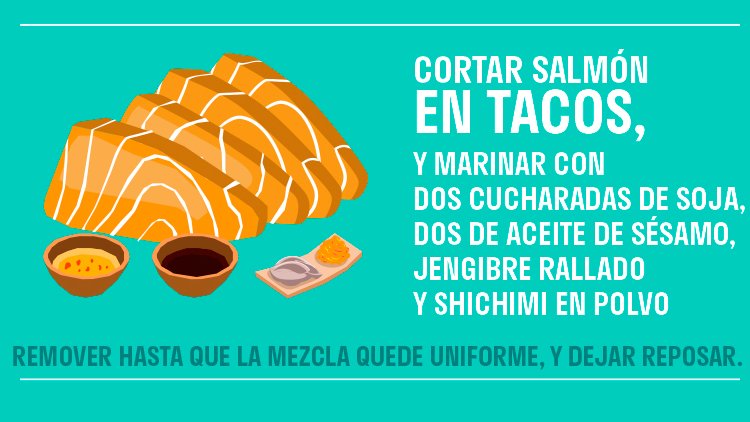 CORTAR SALMÓN
EN TACOS,
Y MARINAR CON
DOS CUCHARADAS DE SOJA,
DOS DE ACEITE DE SÉSAMO,
JENGIBRE RALLADO
Y SHICHIMI EN POLVO
REMOVER HASTA QUE LA MEZCLA QUEDE UNIFORME, Y DEJAR REPOSAR.